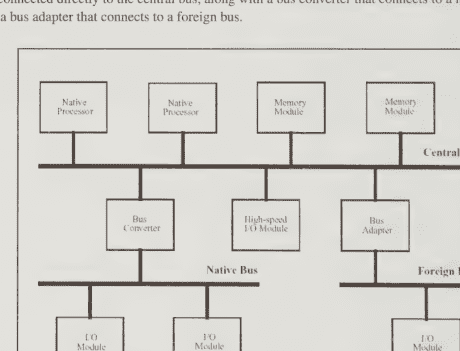 connected directly to the central bus, along with a bus converter that connects to a
a bus adapter that connects to a foreign bus.
Native Processor
Native Processor
Memory Module
Memory Module
Central
Bus Converter
High-speed I/O Module
Bus Adapter
Native Bus
Foreign
I/O Module
I/O Module
I/O Module